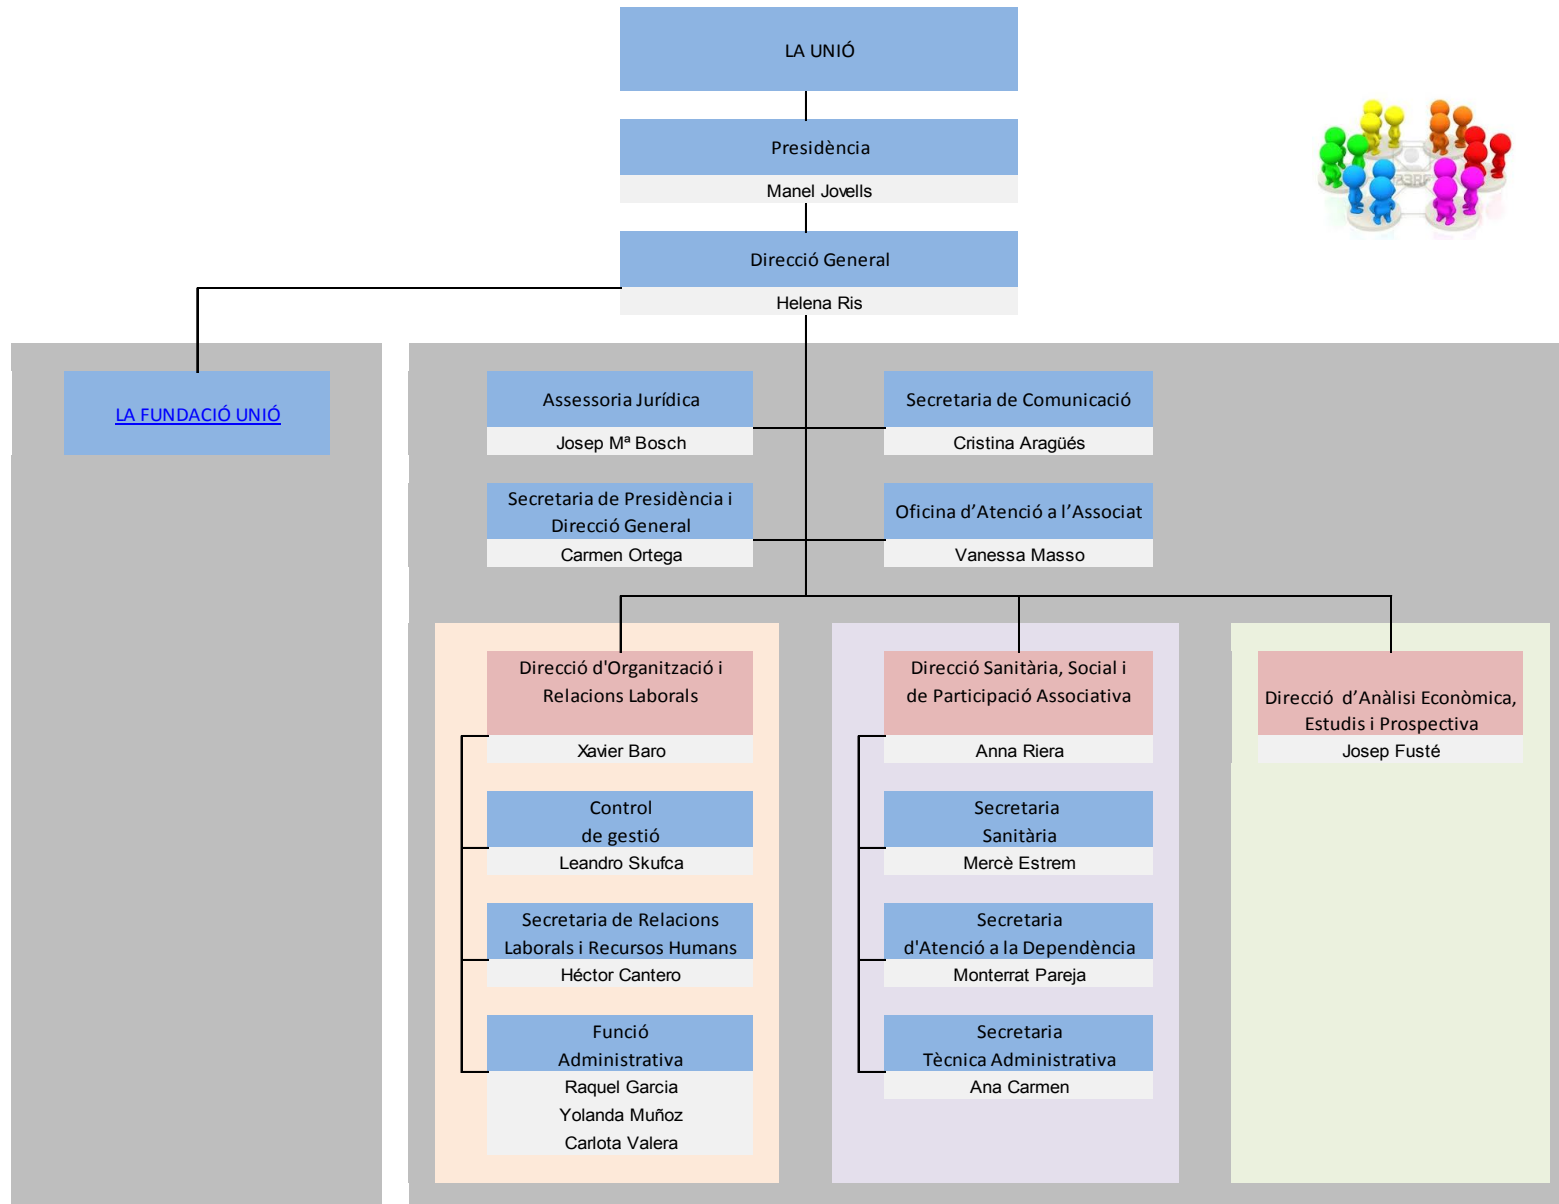 LA UNIÓ
Presidència
Manel Jovells
Direcció General
Helena Ris
LA FUNDACIÓ UNIÓ
Assessoria Jurídica
Josep Mª Bosch
Secretaria de Comunicació
Cristina Aragüés
Secretaria de Presidència i
Direcció General
Carmen Ortega
Oficina d’Atenció a l’Associat
Vanessa Masso
Direcció d'Organització i
Relacions Laborals
Xavier Baro
Control
de gestió
Leandro Skufca
Secretaria de Relacions
Laborals i Recursos Humans
Héctor Cantero
Funció
Administrativa
Raquel Garcia
Yolanda Muñoz
Carlota Valera
Direcció Sanitària, Social i
de Participació Associativa
Anna Riera
Secretaria
Sanitària
Mercè Estrem
Secretaria
d'Atenció a la Dependència
Monterrat Pareja
Secretaria
Tècnica Administrativa
Ana Carmen
Direcció d’Anàlisi Econòmica,
Estudis i Prospectiva
Josep Fusté